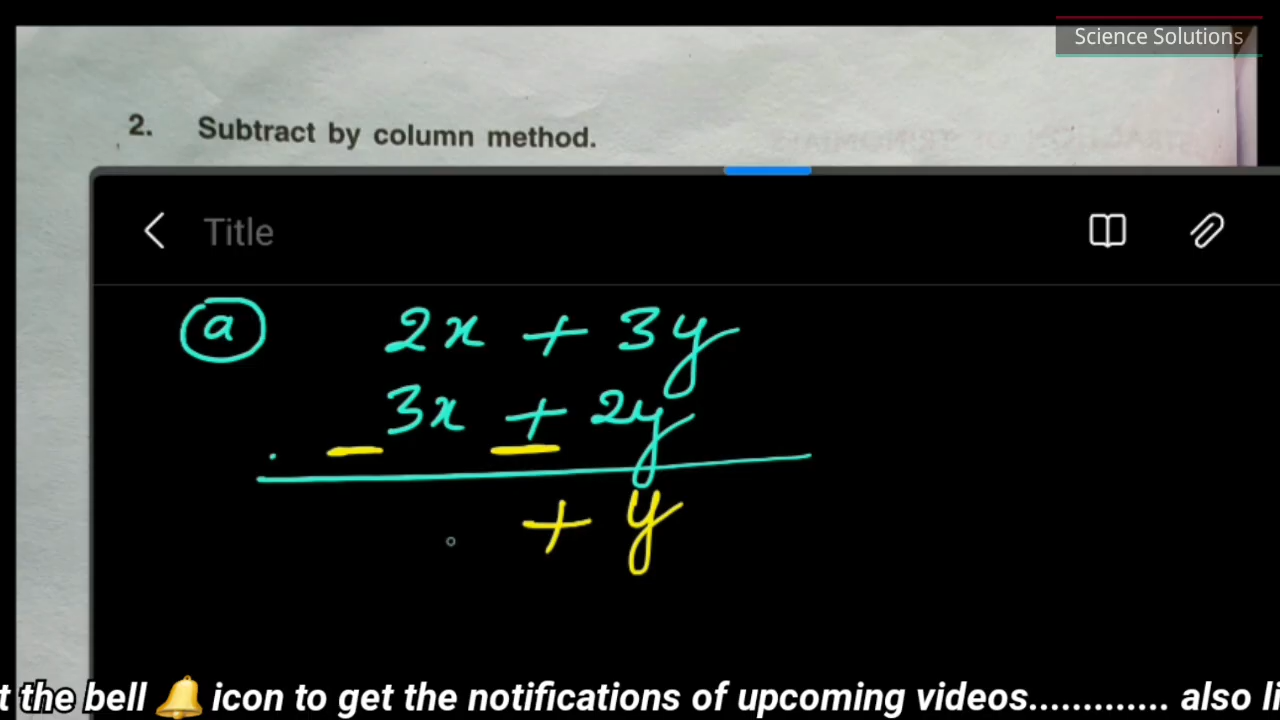 Science Solutions
2. Subtract by column method.
Title
a 2x + 3y
3x + 2y
— —
+ y
t the bell 🔔 icon to get the notifications of upcoming videos............. also li